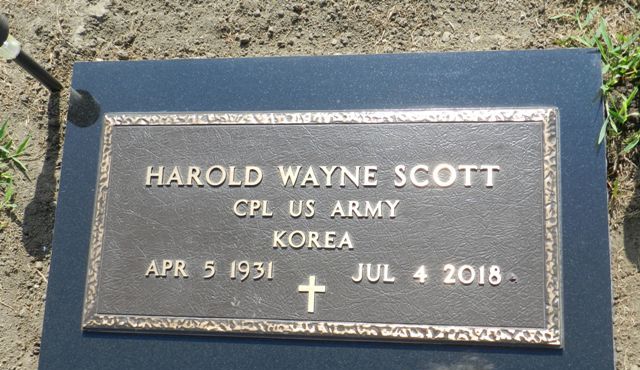 HAROLD WAYNE SCOTT
CPL US ARMY
KOREA
APR 5 1931 JUL 4 2018